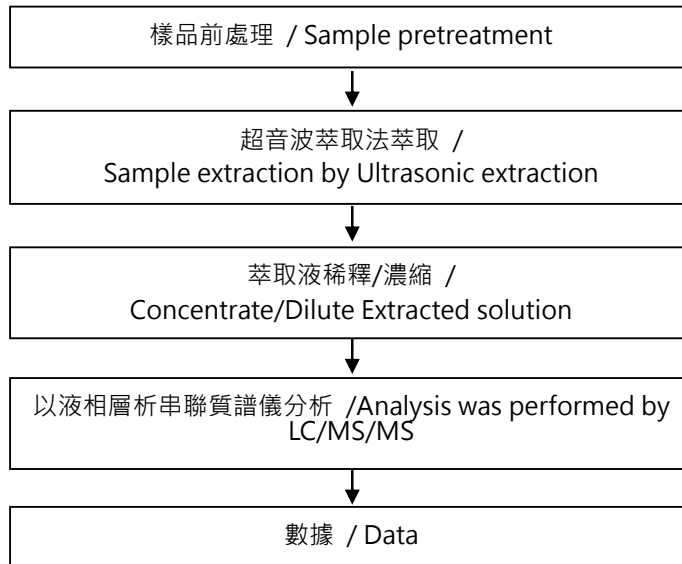 樣品前處理 / Sample pretreatment
超音波萃取法萃取 /
Sample extraction by Ultrasonic extraction
萃取液稀釋/濃縮 /
Concentrate/Dilute Extracted solution
以液相層析串聯質譜儀分析 /Analysis was performed by
LC/MS/MS
數據 / Data